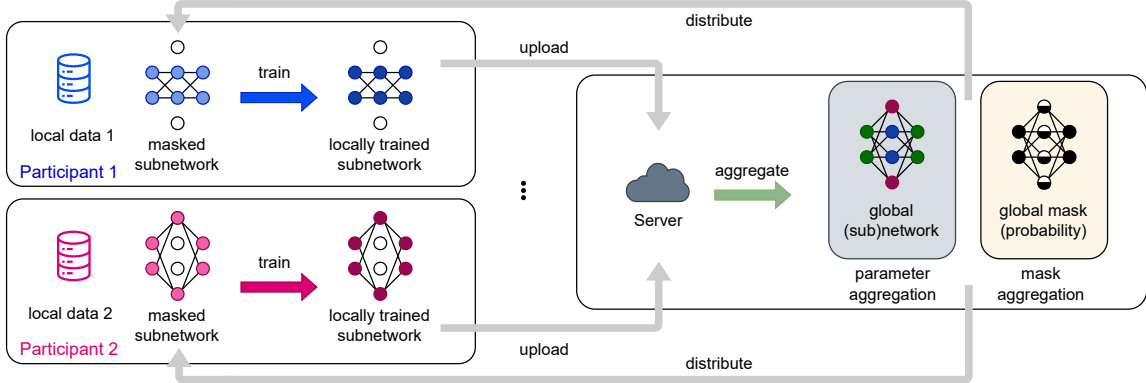 distribute
train
local data 1
masked
subnetwork
locally trained
subnetwork
Participant 1
upload
train
local data 2
masked
subnetwork
locally trained
subnetwork
Participant 2
upload
Server
aggregate
global
(sub)network
global mask
(probability)
parameter
aggregation
mask
aggregation
distribute